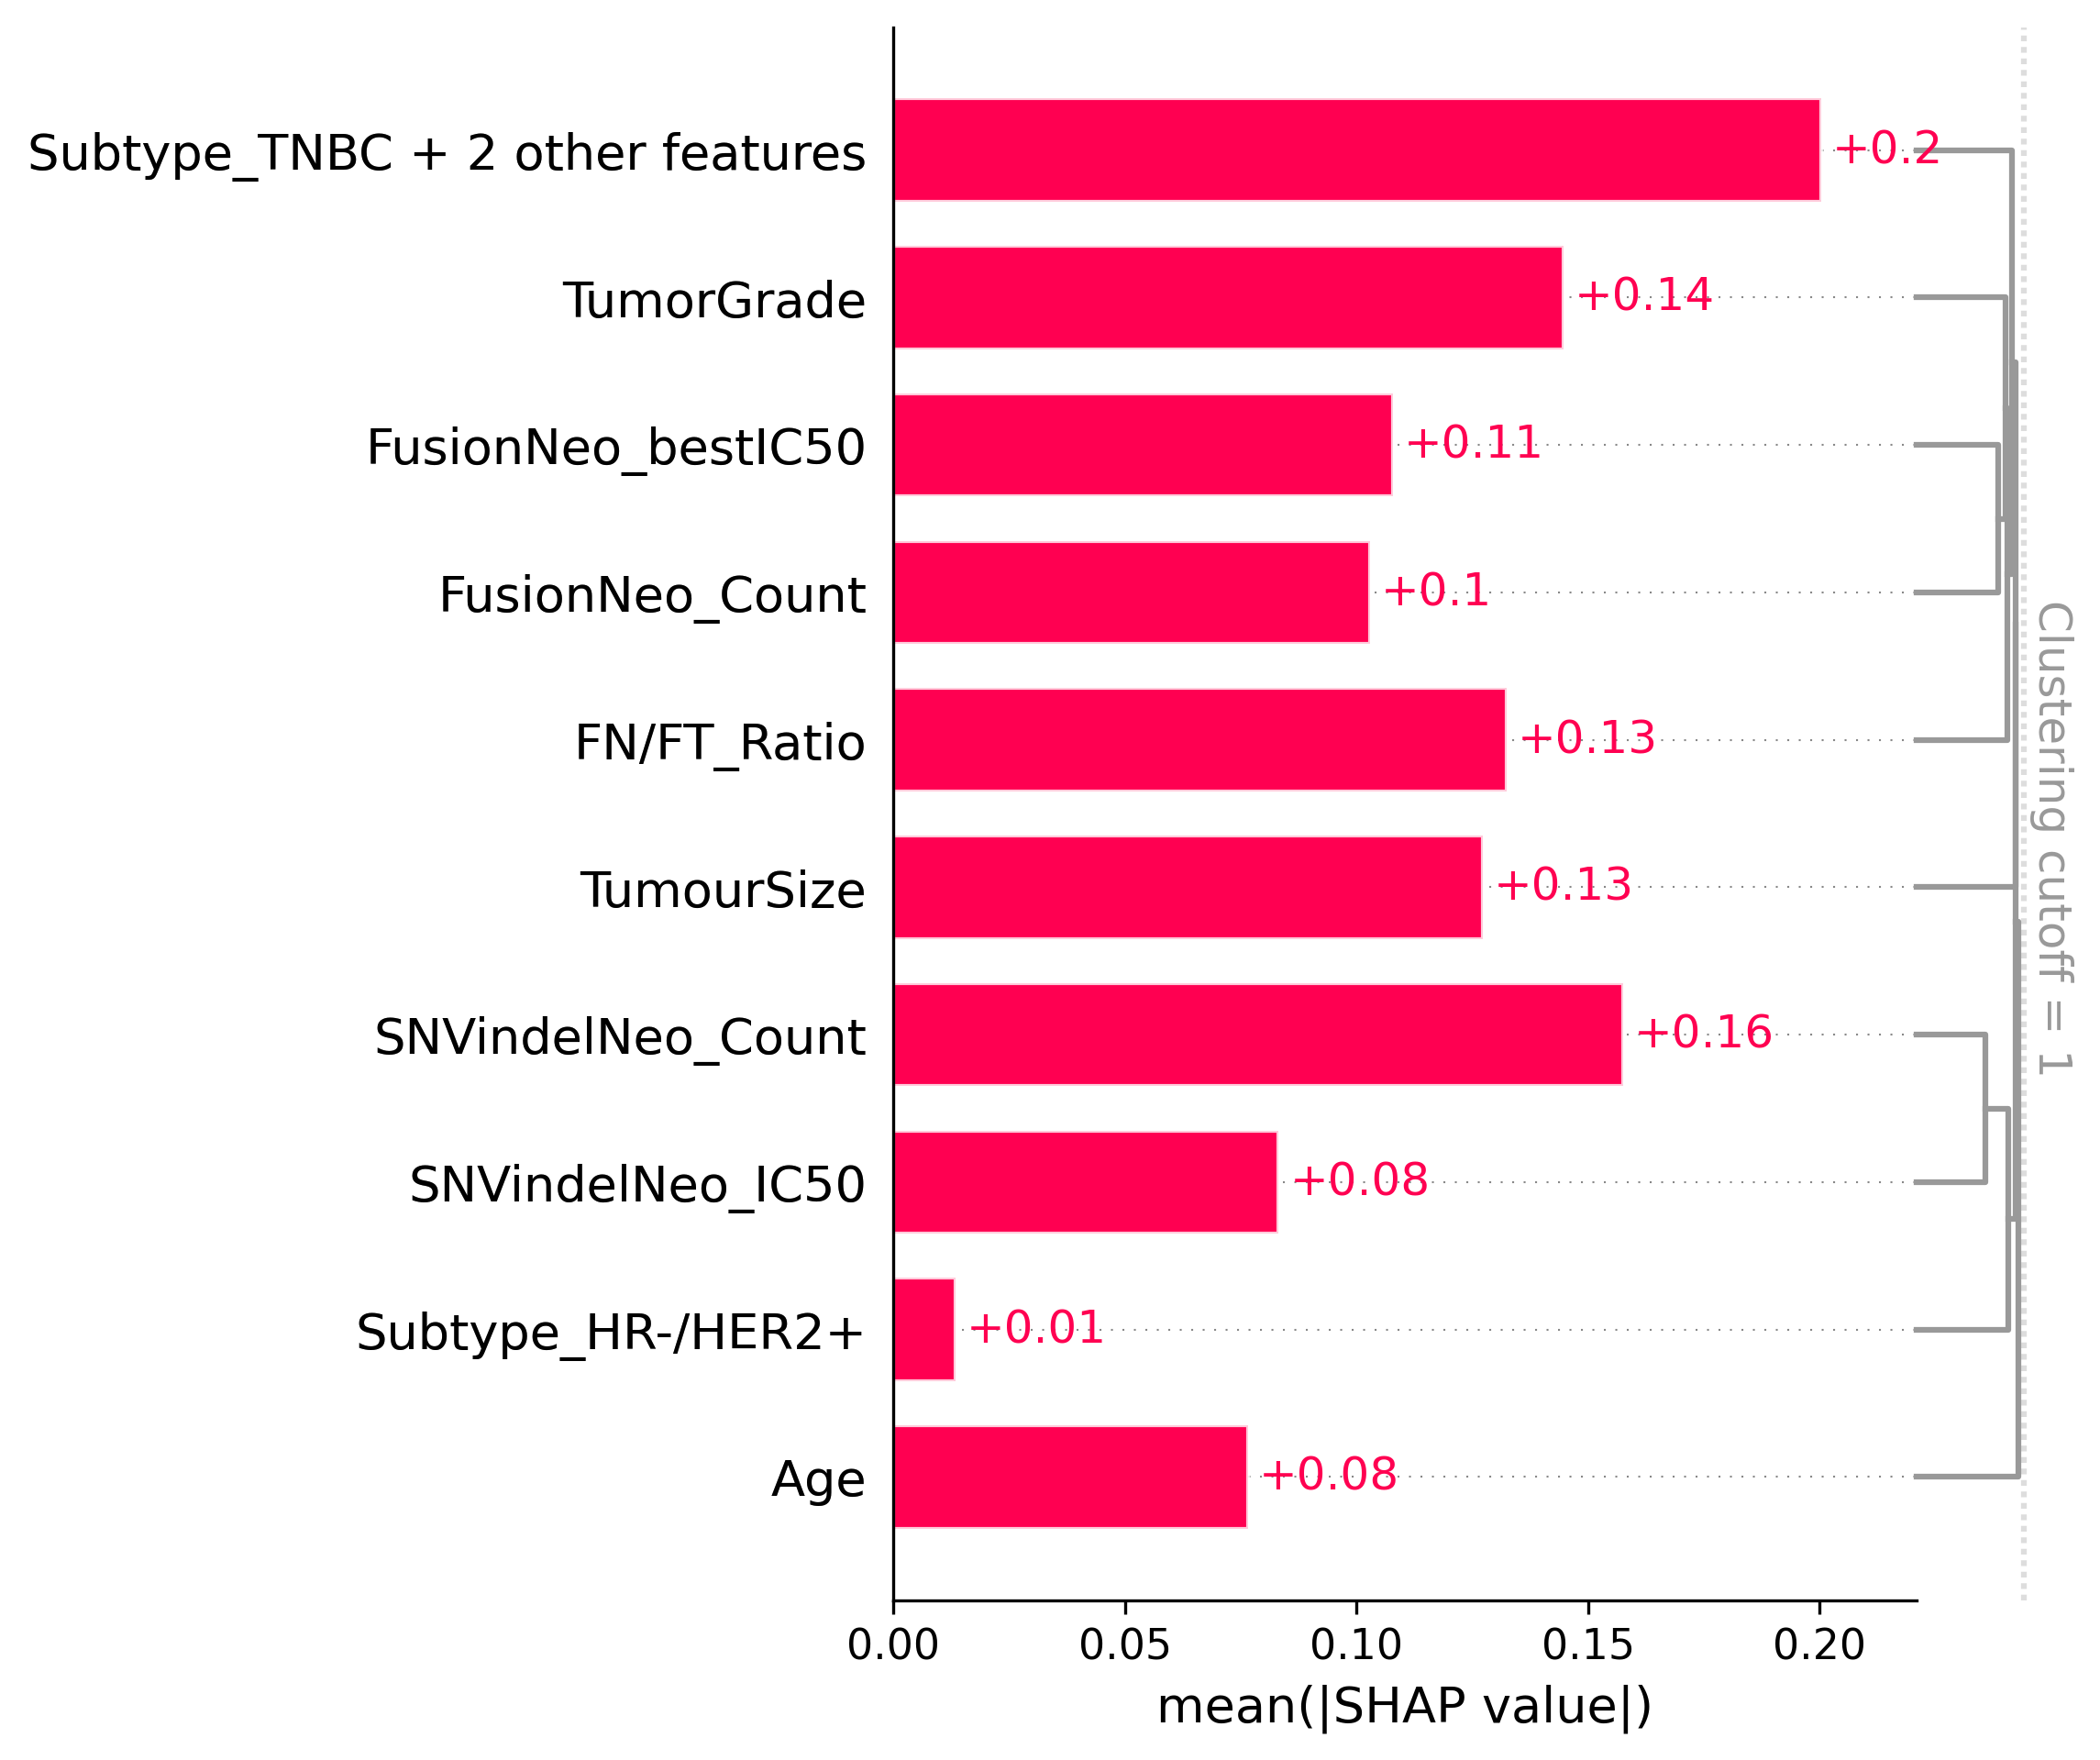 Subtype_TNBC + 2 other features
+0.2
TumorGrade
+0.14
FusionNeo_bestIC50
+0.11
FusionNeo_Count
+0.1
FN/FT_Ratio
+0.13
TumourSize
+0.13
SNVindelNeo_Count
+0.16
SNVindelNeo_IC50
+0.08
Subtype_HR-/HER2+
+0.01
Age
+0.08
Clustering cutoff = 1
0.00 0.05 0.10 0.15 0.20
mean(|SHAP value|)